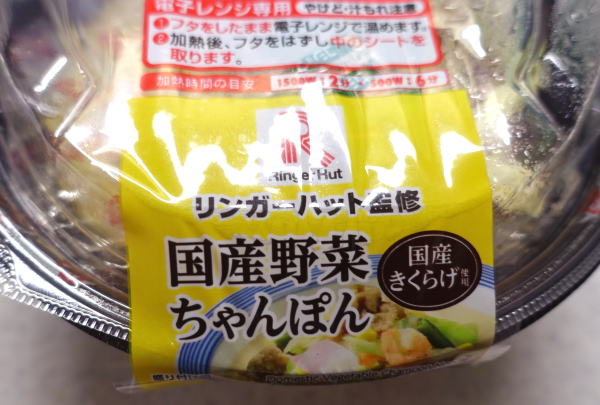 電子レンジ専用 やけど・汁もれ注意
①フタをしたまま電子レンジで温めます。
②加熱後、フタをはずし中のシートを
取ります。
加熱時間の目安 1500W:2分 500W:6分
Ringer Hut
リンガーハット監修
国産野菜
ちゃんぽん
国産
きくらげ使用